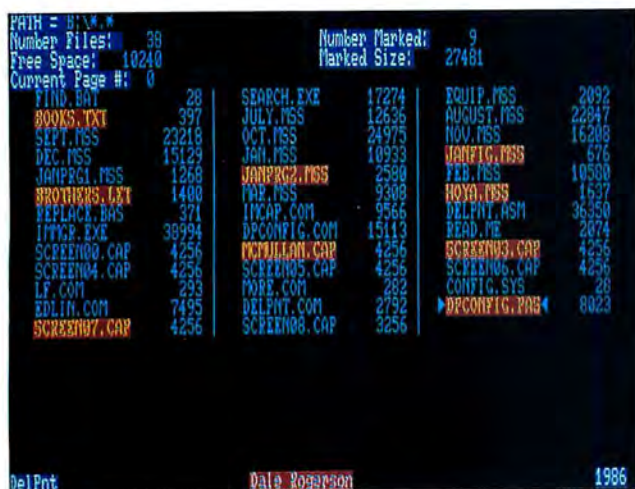 PATH = B:\*.*
Number Files: 38 Number Marked: 9
Free Space: 10240 Marked Size: 27481
Current Page #: 0
FIND.BAT 28 SEARCH.EXE 17274 EQUIP.MSS 2092
BOOKS.TXT 397 JULY.MSS 12636 AUGUST.MSS 22847
SEPT.MSS 23218 OCT.MSS 24975 NOV.MSS 16208
DEC.MSS 15129 JAN.MSS 10933 JANFIG.MSS 676
JANPRG1.MSS 1268 JANPRG2.MSS 2580 FEB.MSS 10580
BROTHERS.LET 1400 MAR.MSS 9308 HOYA.MSS 1637
REPLACE.BAS 371 IMCAP.COM 9566 DELPNT.ASM 36350
IMMGR.EXE 38994 DPCONFIG.COM 15113 READ.ME 2074
SCREEN00.CAP 4256 MCMULLAN.CAP 4256 SCREEN03.CAP 4256
SCREEN04.CAP 4256 SCREEN05.CAP 4256 SCREEN06.CAP 4256
LF.COM 293 MORE.COM 282 CONFIG.SYS 28
EDLIN.COM 7495 DELPNT.COM 2792 DPCONFIG.PAS 8023
SCREEN07.CAP 4256 SCREEN08.CAP 3256
DelPnt Dale Rogerson 1986